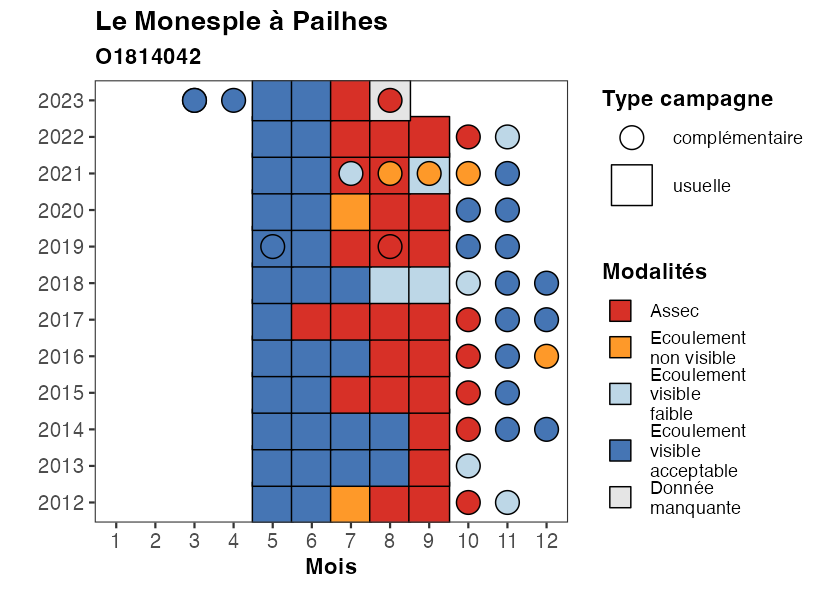 Le Monesple à Pailhes
O1814042
2023
2022
2021
2020
2019
2018
2017
2016
2015
2014
2013
2012
1 2 3 4 5 6 7 8 9 10 11 12
Mois
Type campagne
complémentaire
usuelle
Modalités
Assec
Ecoulement
non visible
Ecoulement
visible
faible
Ecoulement
visible
acceptable
Donnée
manquante